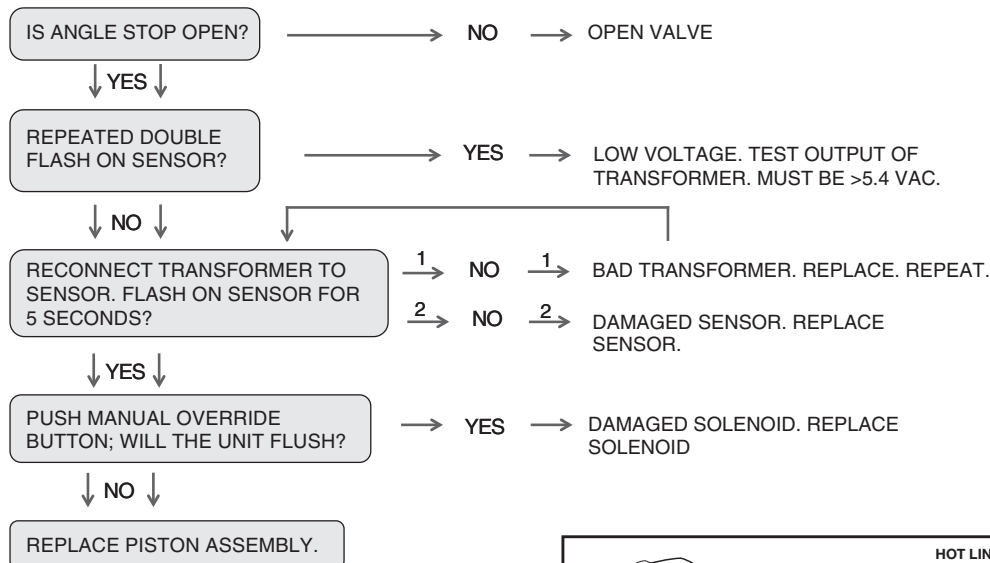 IS ANGLE STOP OPEN?
NO
OPEN VALVE
YES
REPEATED DOUBLE
FLASH ON SENSOR?
YES
LOW VOLTAGE. TEST OUTPUT OF
TRANSFORMER. MUST BE >5.4 VAC.
NO
RECONNECT TRANSFORMER TO
SENSOR. FLASH ON SENSOR FOR
5 SECONDS?
1 NO 1
BAD TRANSFORMER. REPLACE. REPEAT.
2 NO 2
DAMAGED SENSOR. REPLACE
SENSOR.
YES
PUSH MANUAL OVERRIDE
BUTTON; WILL THE UNIT FLUSH?
YES
DAMAGED SOLENOID. REPLACE
SOLENOID
NO
REPLACE PISTON ASSEMBLY.
HOT LIN